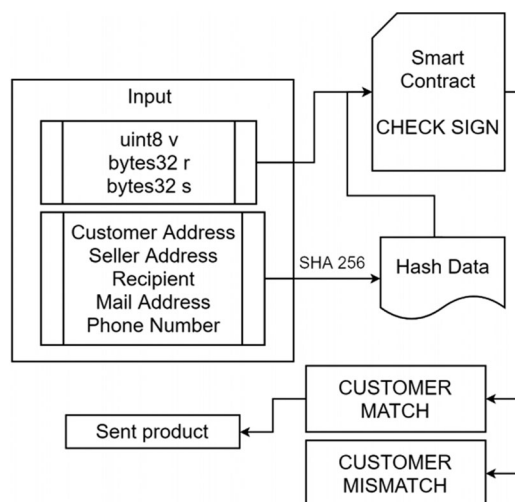 Input
uint8 v
bytes32 r
bytes32 s
Customer Address
Seller Address
Recipient
Mail Address
Phone Number
SHA 256
Smart
Contract
CHECK SIGN
Hash Data
CUSTOMER
MATCH
Sent product
CUSTOMER
MISMATCH